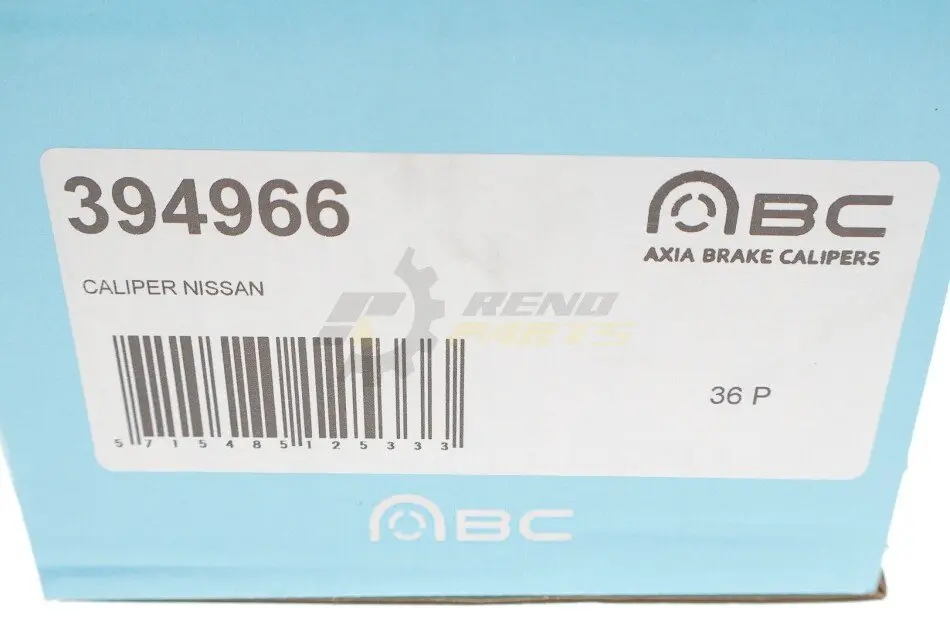 394966
ABC
AXIA BRAKE CALIPERS
CALIPER NISSAN
RENO
PARTS
36 P
5715485125333
ABC